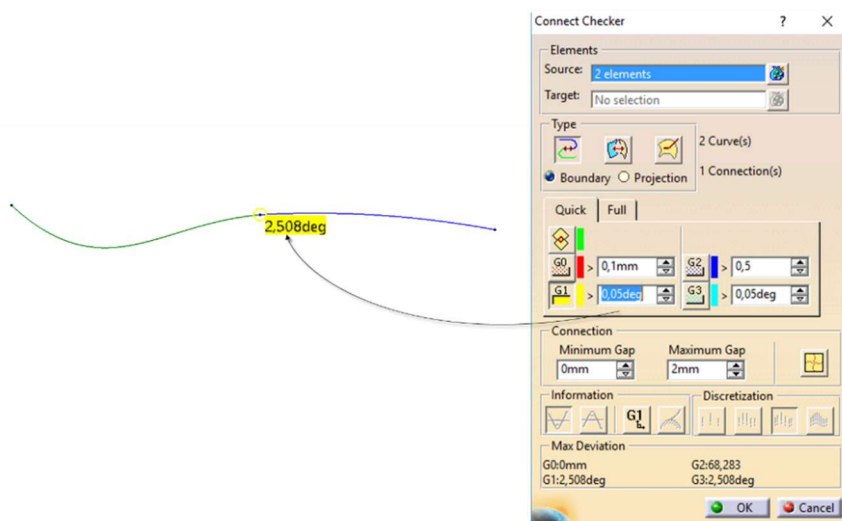 Connect Checker
?
Elements
Source: 2 elements
Target: No selection
Type
2 Curve(s)
Boundary Projection
1 Connection(s)
Quick Full
G0 > 0,1mm G2 > 0,5
G1 > 0,05deg G3 > 0,05deg
2,508deg
Connection
Minimum Gap Maximum Gap
0mm 2mm
Information Discretization
G1
Max Deviation
G0:0mm G2:68,283
G1:2,508deg G3:2,508deg
OK Cancel